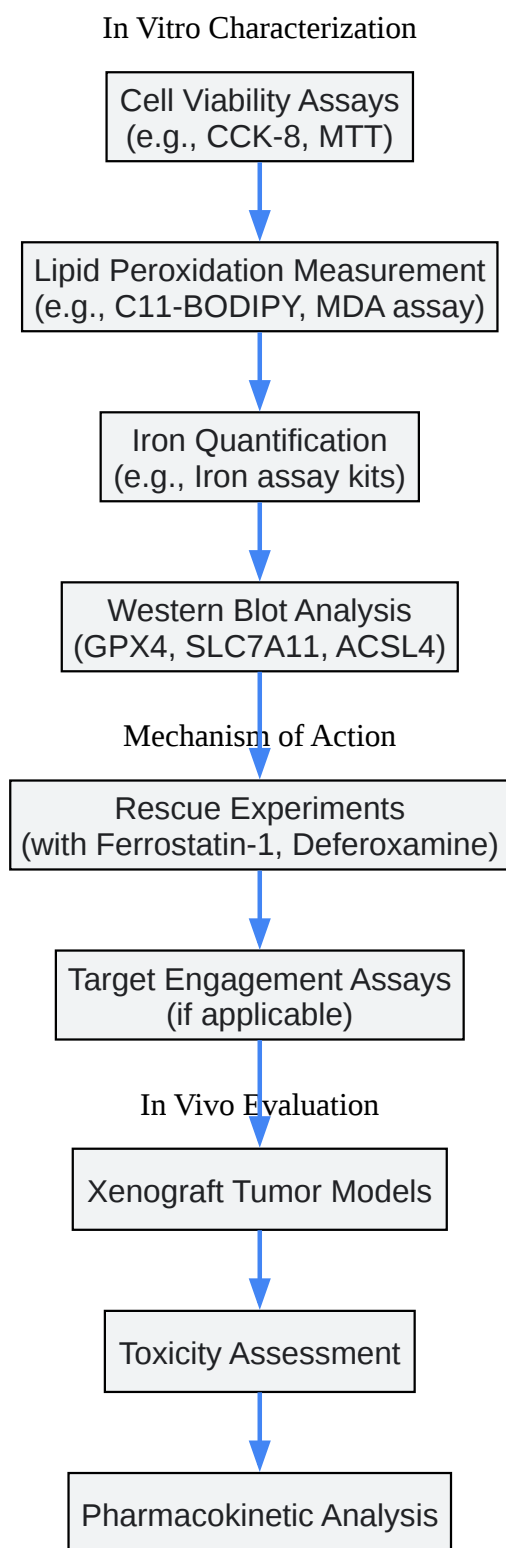 In Vitro Characterization
Cell Viability Assays
(e.g., CCK-8, MTT)
Lipid Peroxidation Measurement
(e.g., C11-BODIPY, MDA assay)
Iron Quantification
(e.g., Iron assay kits)
Western Blot Analysis
(GPX4, SLC7A11, ACSL4)
Mechanism of Action
Rescue Experiments
(with Ferrostatin-1, Deferoxamine)
Target Engagement Assays
(if applicable)
In Vivo Evaluation
Xenograft Tumor Models
Toxicity Assessment
Pharmacokinetic Analysis